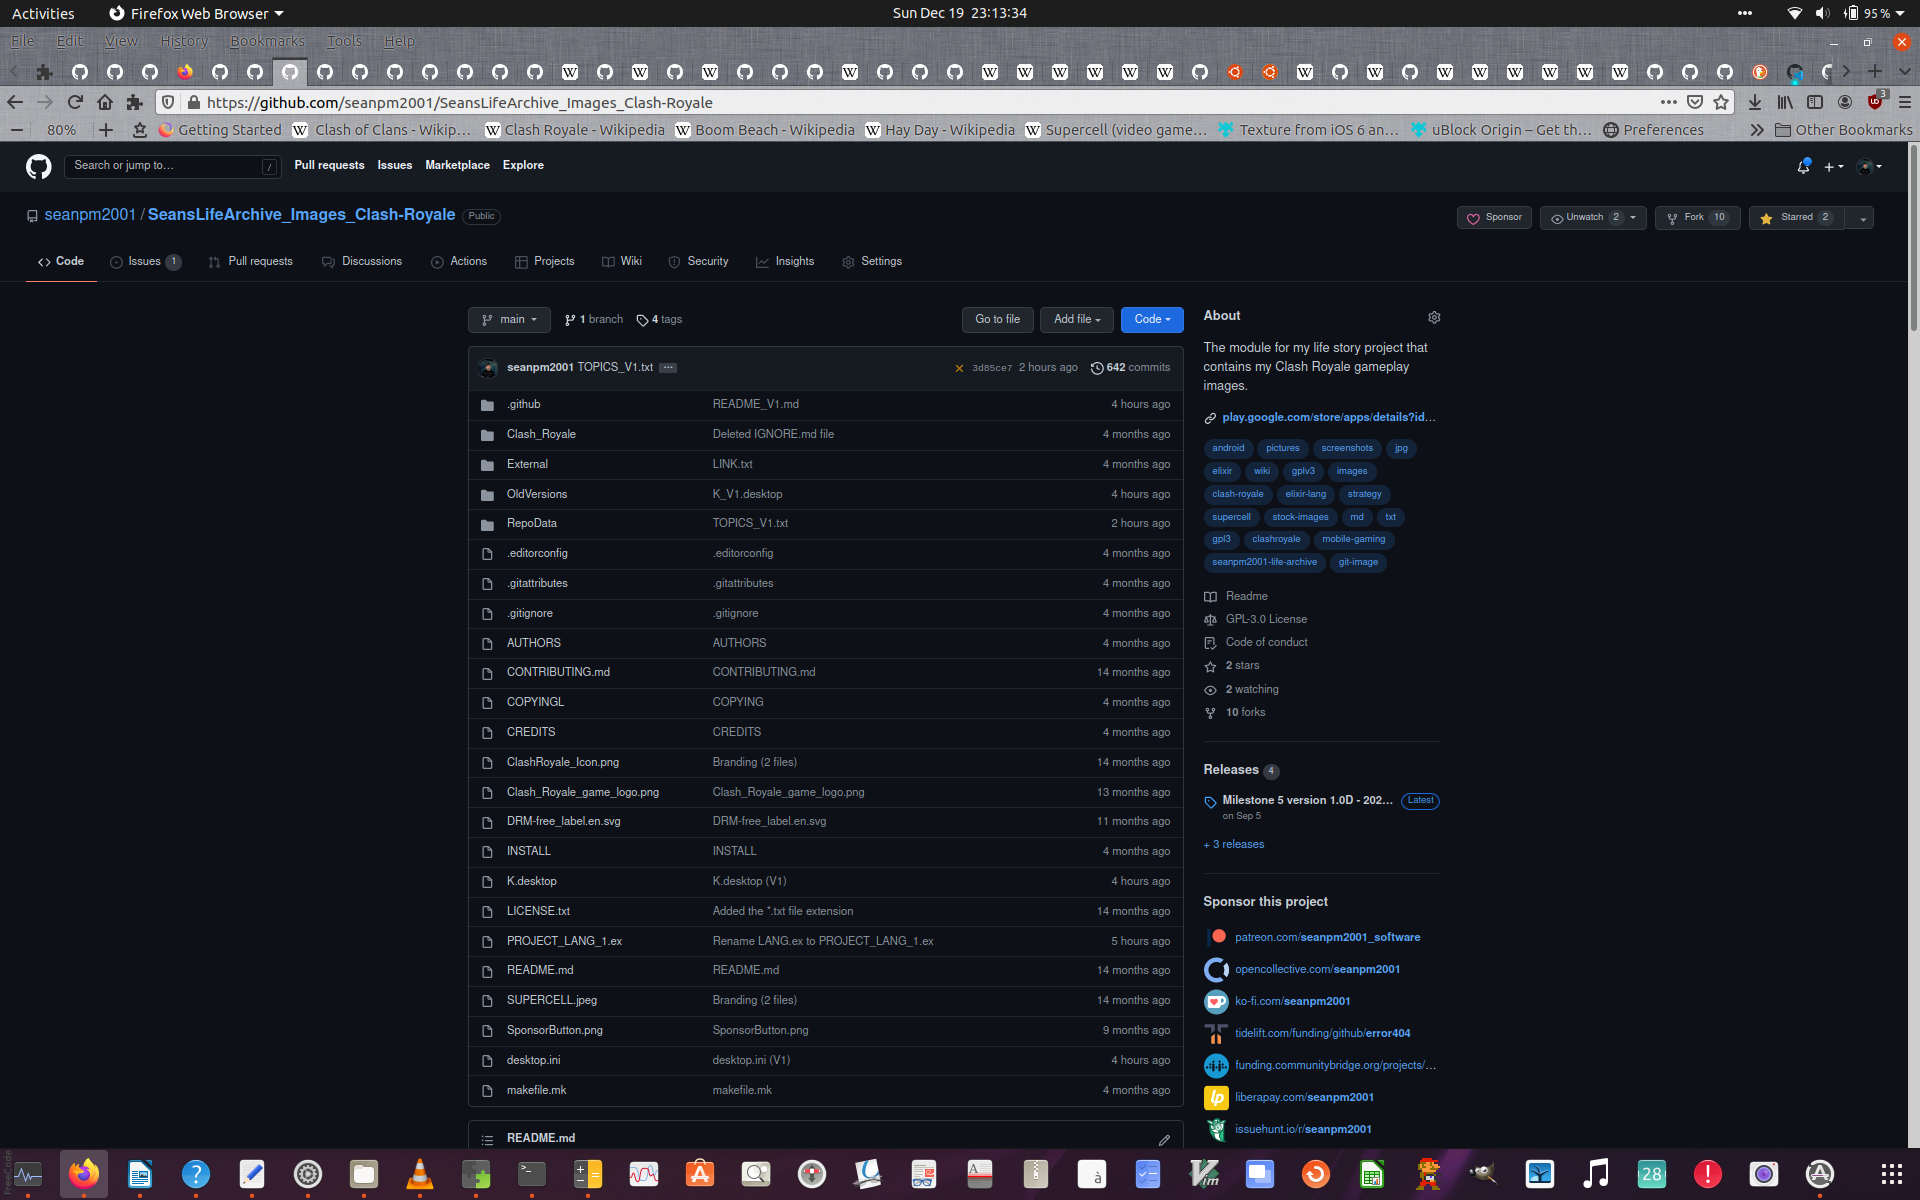 Activities Firefox Web Browser Sun Dec 19 23:13:34 95 %
File Edit View History Bookmarks Tools Help
https://github.com/seanpm2001/SeansLifeArchive_Images_Clash-Royale
80% Getting Started Clash of Clans - Wikip… Clash Royale - Wikipedia Boom Beach - Wikipedia Hay Day - Wikipedia Supercell (video game… Texture from iOS 6 an… uBlock Origin – Get th… Preferences Other Bookmarks
Search or jump to… / Pull requests Issues Marketplace Explore
seanpm2001 / SeansLifeArchive_Images_Clash-Royale Public Sponsor Unwatch 2 Fork 10 Starred 2
Code Issues 1 Pull requests Discussions Actions Projects Wiki Security Insights Settings
main 1 branch 4 tags Go to file Add file Code
seanpm2001 TOPICS_V1.txt ··· 3d85ce7 2 hours ago 642 commits
.github README_V1.md 4 hours ago
Clash_Royale Deleted IGNORE.md file 4 months ago
External LINK.txt 4 months ago
OldVersions K_V1.desktop 4 hours ago
RepoData TOPICS_V1.txt 2 hours ago
.editorconfig .editorconfig 4 months ago
.gitattributes .gitattributes 4 months ago
.gitignore .gitignore 4 months ago
AUTHORS AUTHORS 4 months ago
CONTRIBUTING.md CONTRIBUTING.md 14 months ago
COPYINGL COPYING 4 months ago
CREDITS CREDITS 4 months ago
ClashRoyale_Icon.png Branding (2 files) 14 months ago
Clash_Royale_game_logo.png Clash_Royale_game_logo.png 13 months ago
DRM-free_label.en.svg DRM-free_label.en.svg 11 months ago
INSTALL INSTALL 4 months ago
K.desktop K.desktop (V1) 4 hours ago
LICENSE.txt Added the *.txt file extension 14 months ago
PROJECT_LANG_1.ex Rename LANG.ex to PROJECT_LANG_1.ex 5 hours ago
README.md README.md 14 months ago
SUPERCELL.jpeg Branding (2 files) 14 months ago
SponsorButton.png SponsorButton.png 9 months ago
desktop.ini desktop.ini (V1) 4 hours ago
makefile.mk makefile.mk 4 months ago
README.md
About
The module for my life story project that
contains my Clash Royale gameplay
images.
play.google.com/store/apps/details?id…
android pictures screenshots jpg
elixir wiki gplv3 images
clash-royale elixir-lang strategy
supercell stock-images md txt
gpl3 clashroyale mobile-gaming
seanpm2001-life-archive git-image
Readme
GPL-3.0 License
Code of conduct
2 stars
2 watching
10 forks
Releases 4
Milestone 5 version 1.0D - 202… Latest
on Sep 5
+ 3 releases
Sponsor this project
patreon.com/seanpm2001_software
opencollective.com/seanpm2001
ko-fi.com/seanpm2001
tidelift.com/funding/github/error404
funding.communitybridge.org/projects/…
liberapay.com/seanpm2001
issuehunt.io/r/seanpm2001
28